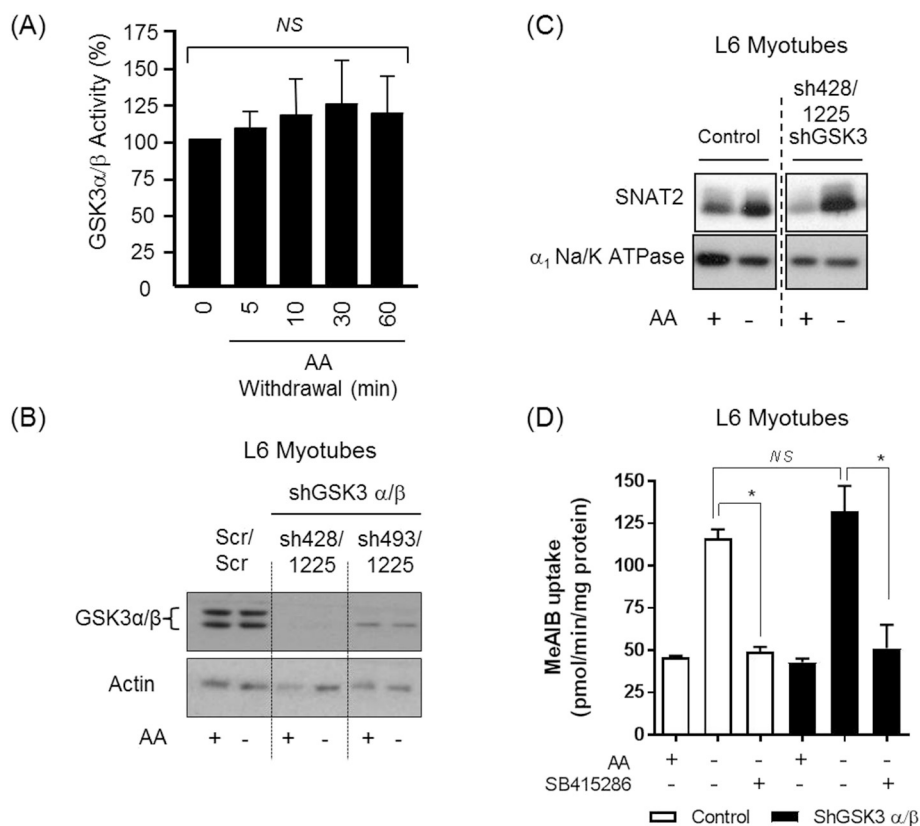 (A)
NS
GSK3α/β Activity (%)
175
150
125
100
75
50
25
0
0 5 10 30 60
AA
Withdrawal (min)
(B)
L6 Myotubes
shGSK3 α/β
Scr/
Scr
sh428/
1225
sh493/
1225
GSK3α/β
Actin
AA + - + - + -
(C)
L6 Myotubes
Control
sh428/
1225
shGSK3
SNAT2
α1 Na/K ATPase
AA + - + -
(D)
L6 Myotubes
NS
* *
MeAIB uptake
(pmol/min/mg protein)
150
125
100
75
50
25
0
AA + - - + - -
SB415286 - - + - - +
Control ShGSK3 α/β